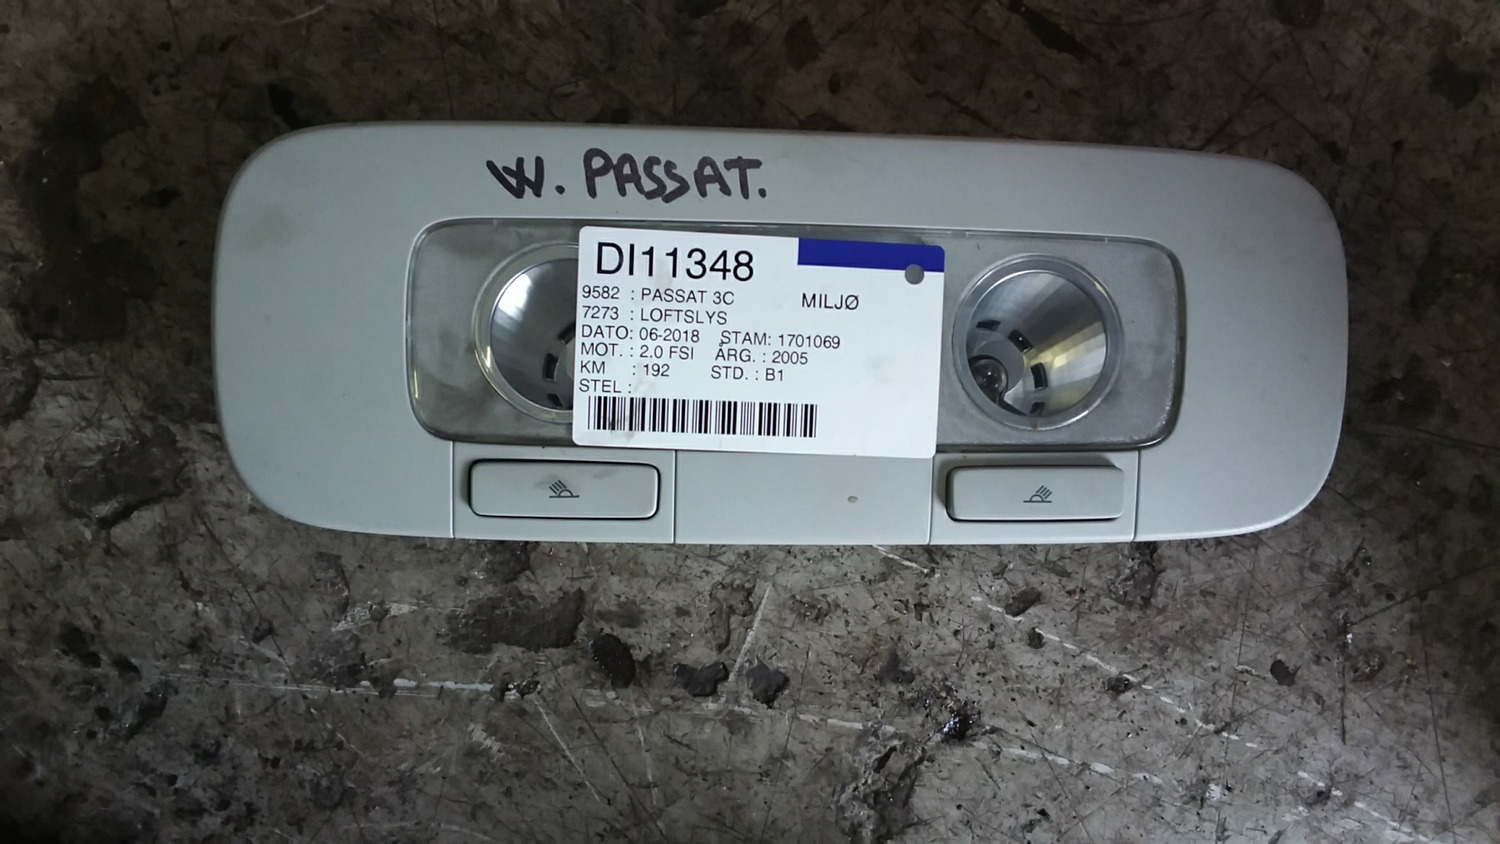 VW. PASSAT.
DI11348
9582 : PASSAT 3C MILJØ
7273 : LOFTSLYS
DATO: 06-2018 STAM: 1701069
MOT. : 2.0 FSI ÅRG. : 2005
KM : 192 STD. : B1
STEL :